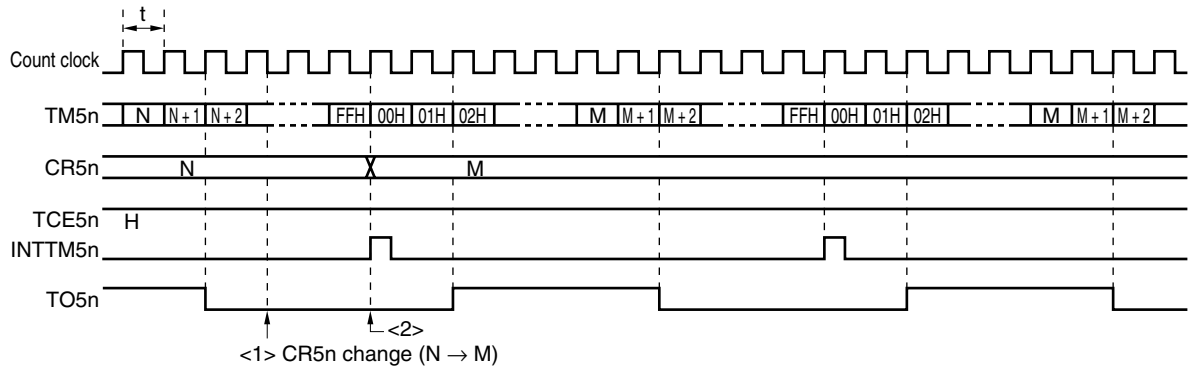 t
Count clock
TM5n N N + 1 N + 2 FFH 00H 01H 02H M M + 1 M + 2 FFH 00H 01H 02H M M + 1 M + 2
CR5n N M
TCE5n H
INTTM5n
TO5n
<2>
<1> CR5n change (N → M)